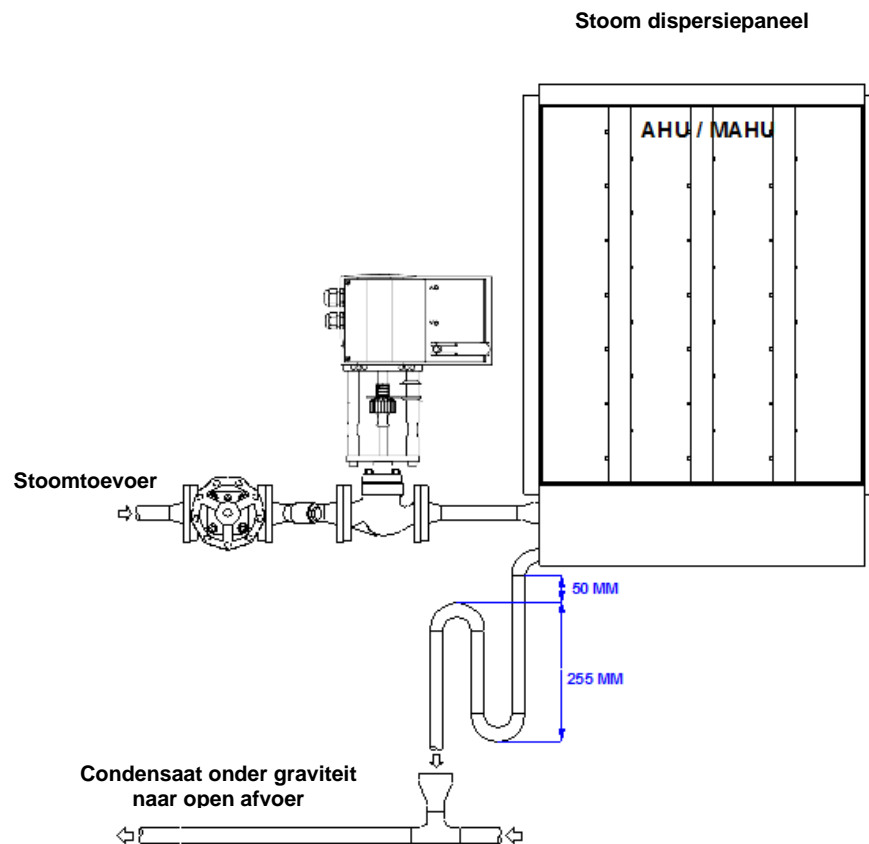 Stoom dispersiepaneel
AHU / MAHU
Stoomtoevoer
50 MM
255 MM
Condensaat onder graviteit
naar open afvoer